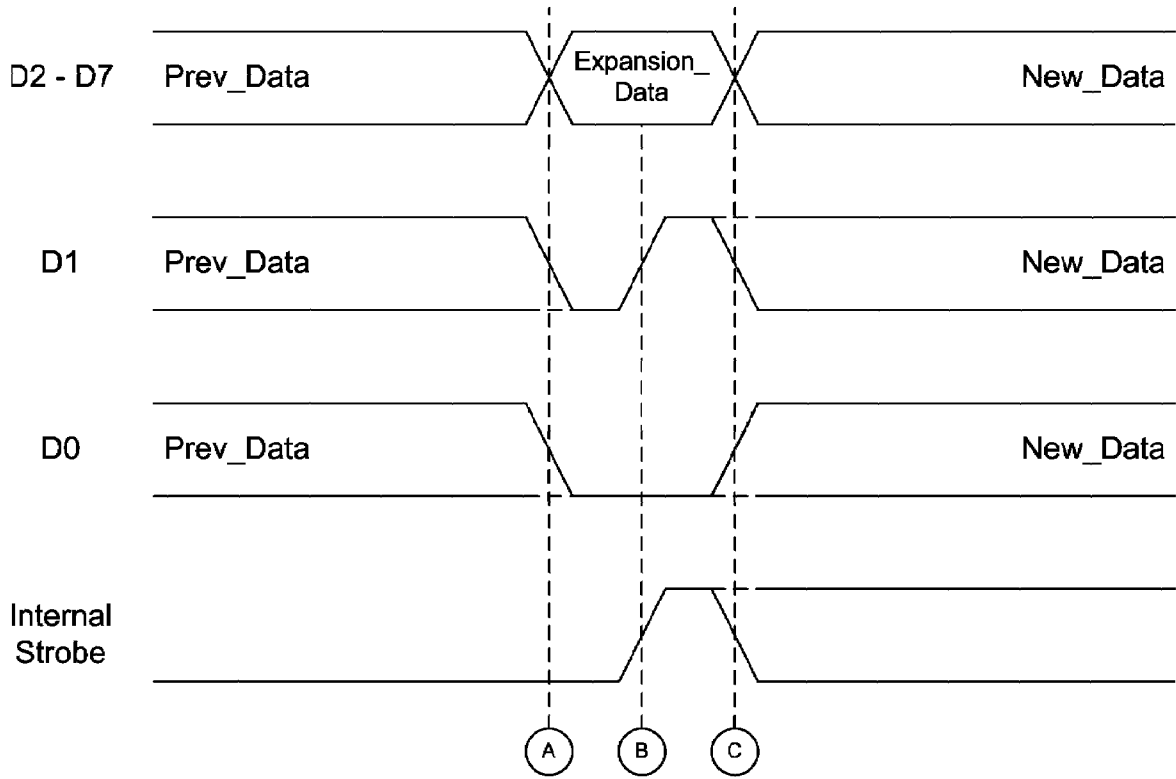 D2 - D7
Prev_Data
Expansion_
Data
New_Data
D1
Prev_Data
New_Data
D0
Prev_Data
New_Data
Internal
Strobe
A
B
C